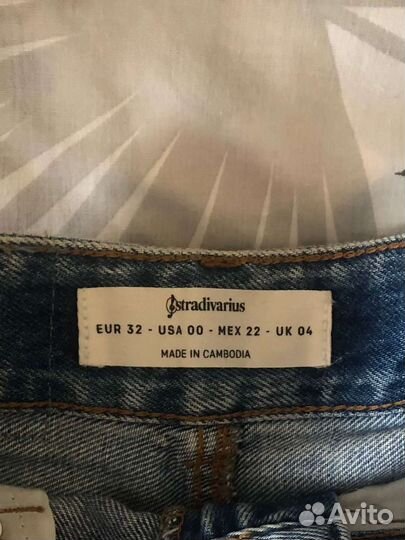 Stradivarius
EUR 32 - USA 00 - MEX 22 - UK 04
MADE IN CAMBODIA
Avito